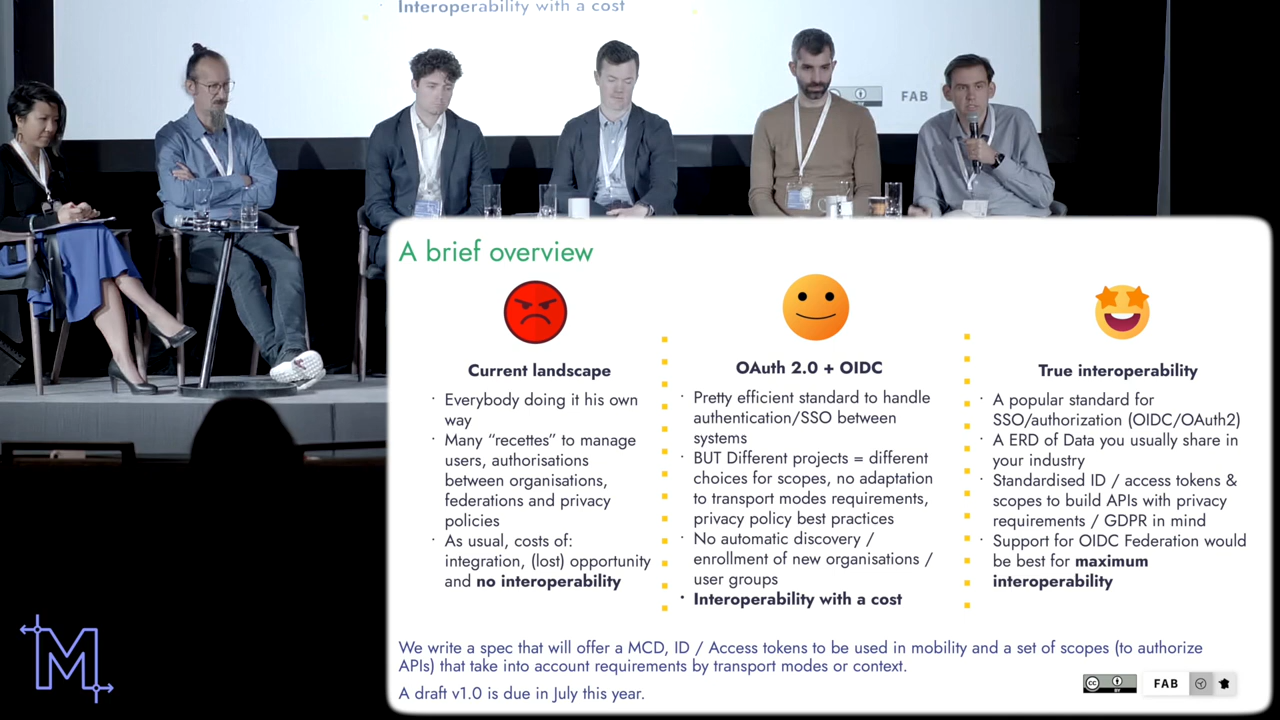 · Interoperability with a cost
BY
FAB
A brief overview
Current landscape
· Everybody doing it his own
way
· Many “recettes” to manage
users, authorisations
between organisations,
federations and privacy
policies
· As usual, costs of:
integration, (lost) opportunity
and no interoperability
OAuth 2.0 + OIDC
· Pretty efficient standard to handle
authentication/SSO between
systems
· BUT Different projects = different
choices for scopes, no adaptation
to transport modes requirements,
privacy policy best practices
· No automatic discovery /
enrollment of new organisations /
user groups
· Interoperability with a cost
True interoperability
· A popular standard for
SSO/authorization (OIDC/OAuth2)
· A ERD of Data you usually share in
your industry
· Standardised ID / access tokens &
scopes to build APIs with privacy
requirements / GDPR in mind
· Support for OIDC Federation would
be best for maximum
interoperability
We write a spec that will offer a MCD, ID / Access tokens to be used in mobility and a set of scopes (to authorize
APIs) that take into account requirements by transport modes or context.
A draft v1.0 is due in July this year.
cc BY
FAB
M